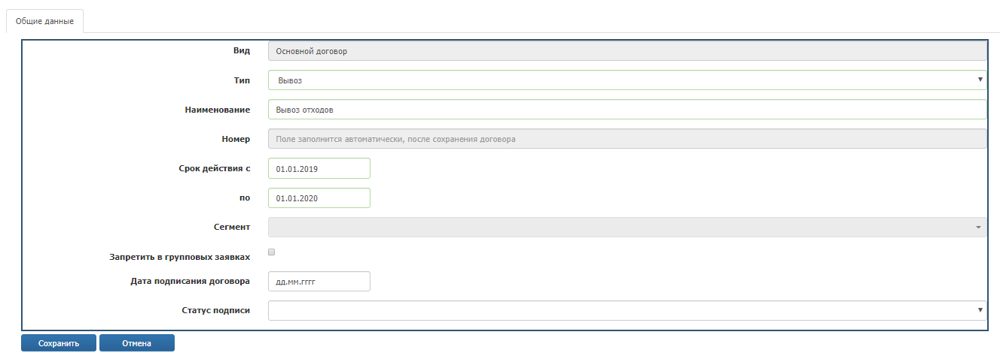 Общие данные
Вид Основной договор
Тип Вывоз
Наименование Вывоз отходов
Номер Поле заполнится автоматически, после сохранения договора
Срок действия с 01.01.2019
по 01.01.2020
Сегмент
Запретить в групповых заявках
Дата подписания договора дд.мм.гггг
Статус подписи
Сохранить Отмена